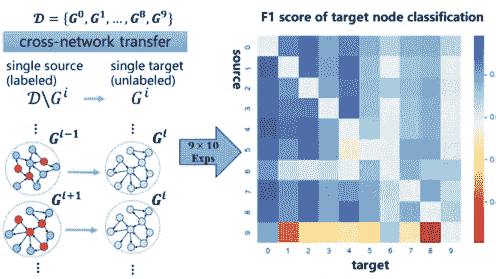 𝒟 = {G⁰, G¹, ..., G⁸, G⁹}
cross-network transfer
single source
(labeled)
single target
(unlabeled)
𝒟\Gⁱ
Gⁱ
Gⁱ⁻¹
Gⁱ
Gⁱ⁺¹
Gⁱ
9 × 10
Exps
F1 score of target node classification
source
0
1
2
3
4
5
6
7
8
9
0 1 2 3 4 5 6 7 8 9
target